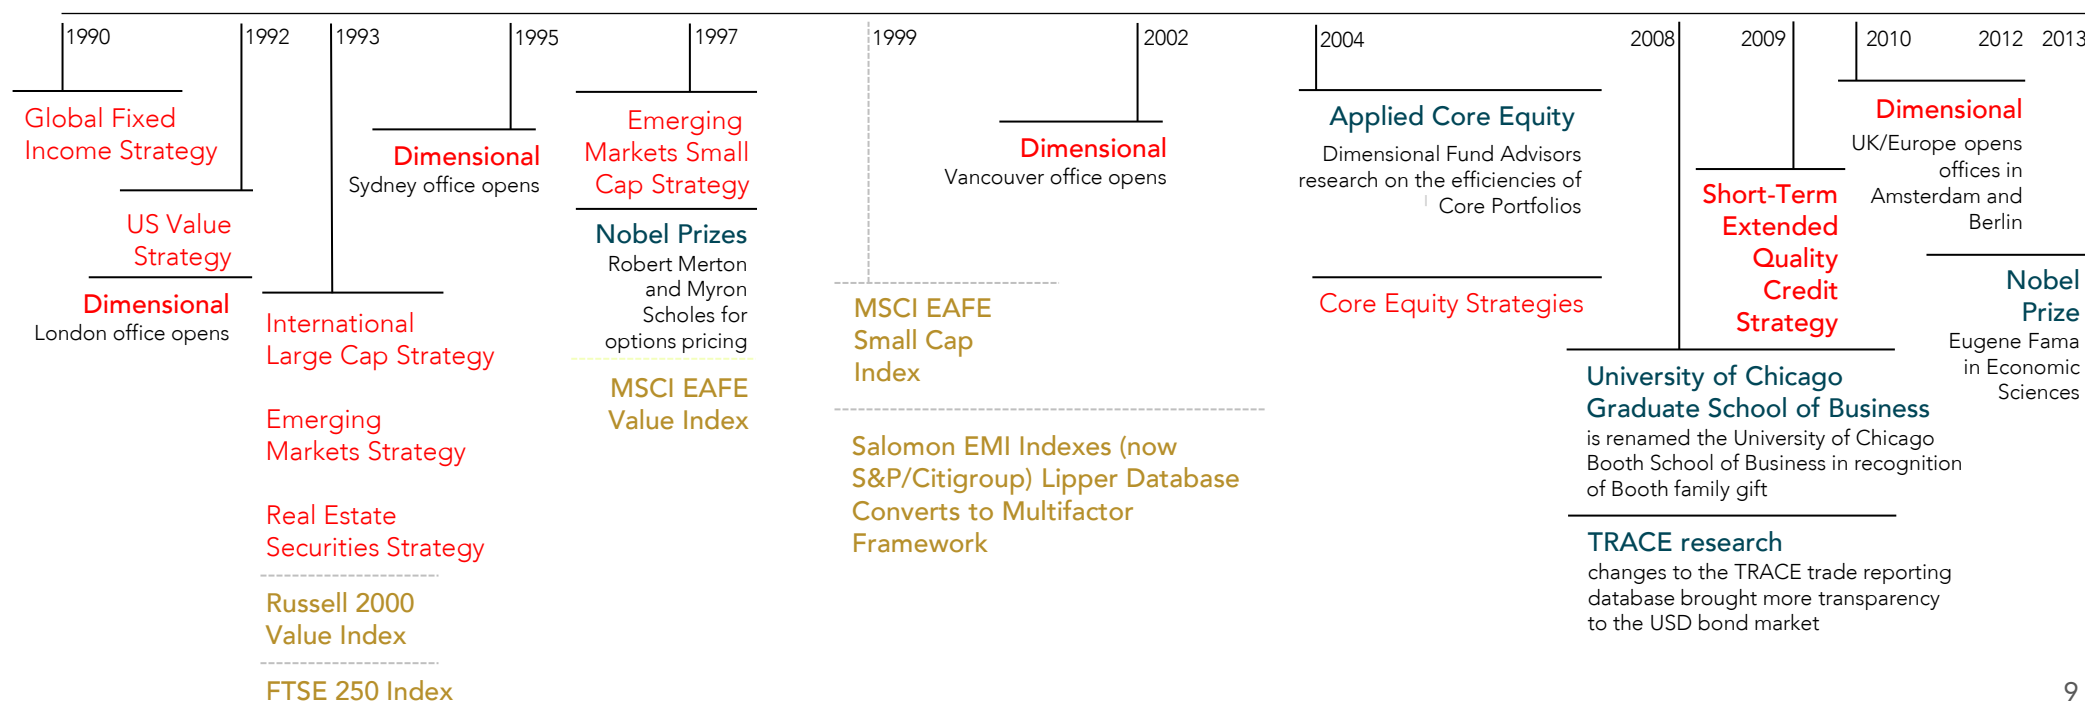 1990
1992
1993
1995
1997
1999
2002
2004
2008
2009
2010
2012
2013
Global Fixed
Income Strategy
US Value
Strategy
Dimensional
London office opens
International
Large Cap Strategy
Emerging
Markets Strategy
Real Estate
Securities Strategy
Russell 2000
Value Index
FTSE 250 Index
Dimensional
Sydney office opens
Emerging
Markets Small
Cap Strategy
Nobel Prizes
Robert Merton
and Myron
Scholes for
options pricing
MSCI EAFE
Value Index
MSCI EAFE
Small Cap
Index
Salomon EMI Indexes (now
S&P/Citigroup) Lipper Database
Converts to Multifactor
Framework
Dimensional
Vancouver office opens
Applied Core Equity
Dimensional Fund Advisors
research on the efficiencies of
Core Portfolios
Core Equity Strategies
University of Chicago
Graduate School of Business
is renamed the University of Chicago
Booth School of Business in recognition
of Booth family gift
TRACE research
changes to the TRACE trade reporting
database brought more transparency
to the USD bond market
Short-Term
Extended
Quality
Credit
Strategy
Dimensional
UK/Europe opens
offices in
Amsterdam and
Berlin
Nobel
Prize
Eugene Fama
in Economic
Sciences
9